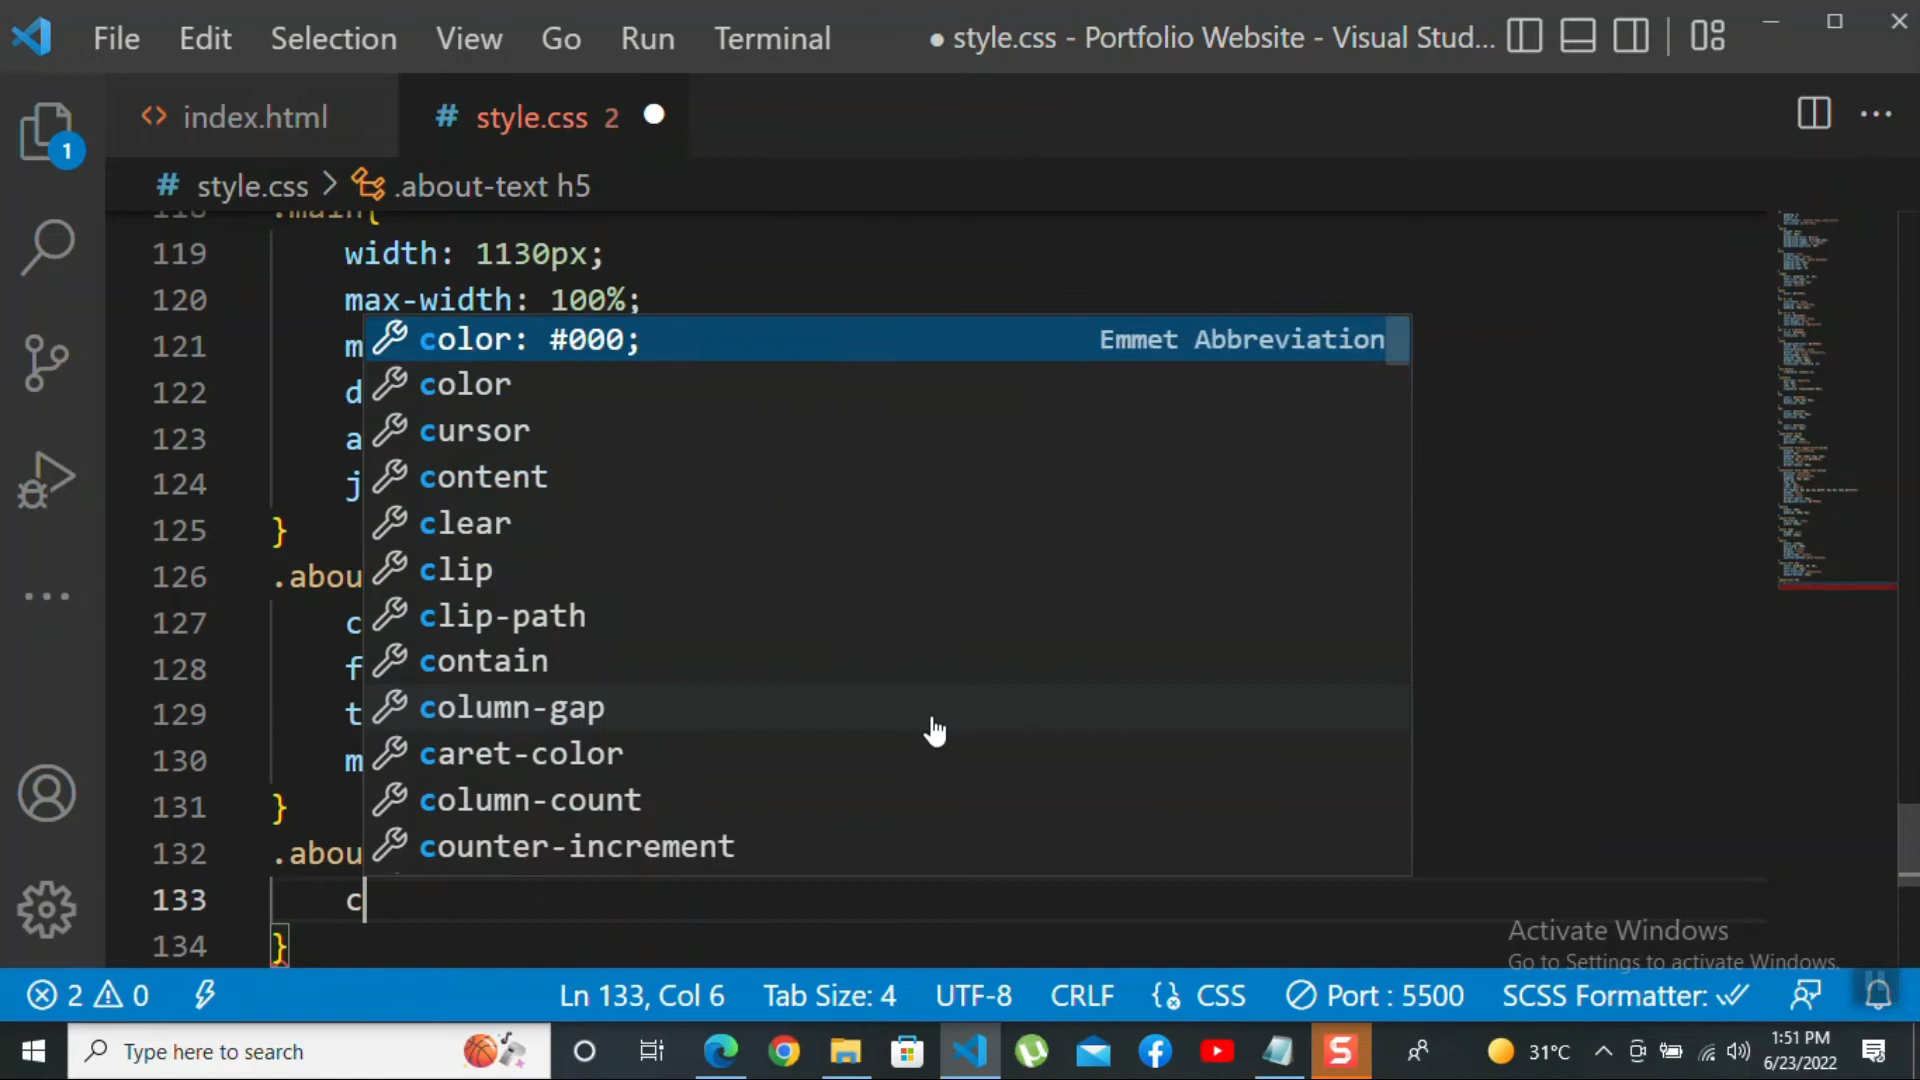 File Edit Selection View Go Run Terminal ● style.css - Portfolio Website - Visual Stud...
<> index.html # style.css 2
1
# style.css > .about-text h5
118 .main{
119 width: 1130px;
120 max-width: 100%;
121 m
122 d
123 a
124 j
125 }
126 .abou
127 c
128 f
129 t
130 m
131 }
132 .abou
133 c
134 }
color: #000; Emmet Abbreviation
color
cursor
content
clear
clip
clip-path
contain
column-gap
caret-color
column-count
counter-increment
Activate Windows
Go to Settings to activate Windows.
2 0 Ln 133, Col 6 Tab Size: 4 UTF-8 CRLF CSS Port : 5500 SCSS Formatter:
Type here to search S 31°C 1:51 PM
6/23/2022